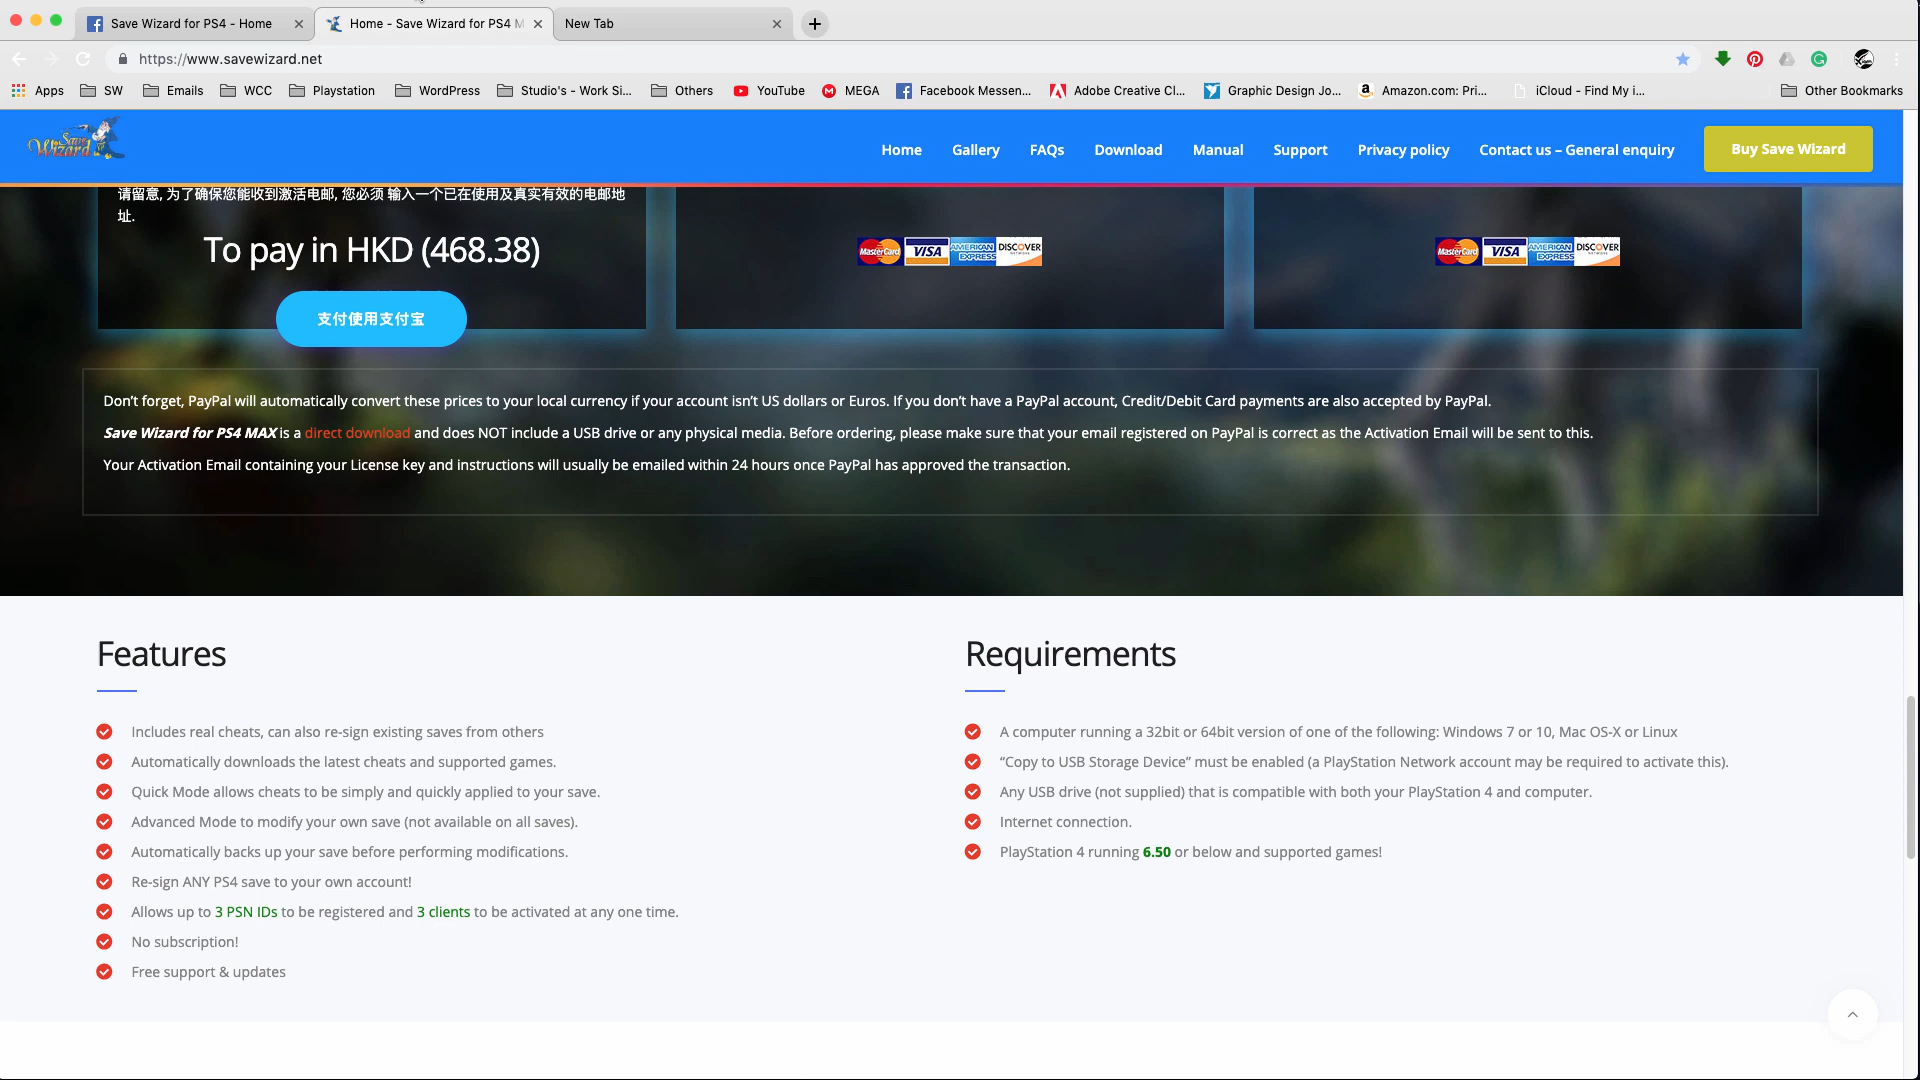 Save Wizard for PS4 - Home
Home - Save Wizard for PS4 M
New Tab
https://www.savewizard.net
Apps
SW
Emails
WCC
Playstation
WordPress
Studio's - Work Si...
Others
YouTube
MEGA
Facebook Messen...
Adobe Creative Cl...
Graphic Design Jo...
Amazon.com: Pri...
iCloud - Find My i...
Other Bookmarks
Save Wizard
Home
Gallery
FAQs
Download
Manual
Support
Privacy policy
Contact us – General enquiry
Buy Save Wizard
请留意, 为了确保您能收到激活电邮, 您必须 输入一个已在使用及真实有效的电邮地
址.
To pay in HKD (468.38)
支付使用支付宝
MasterCard VISA AMERICAN EXPRESS DISCOVER NETWORK
MasterCard VISA AMERICAN EXPRESS DISCOVER NETWORK
Don’t forget, PayPal will automatically convert these prices to your local currency if your account isn’t US dollars or Euros. If you don’t have a PayPal account, Credit/Debit Card payments are also accepted by PayPal.
Save Wizard for PS4 MAX is a direct download and does NOT include a USB drive or any physical media. Before ordering, please make sure that your email registered on PayPal is correct as the Activation Email will be sent to this.
Your Activation Email containing your License key and instructions will usually be emailed within 24 hours once PayPal has approved the transaction.
Features
Includes real cheats, can also re-sign existing saves from others
Automatically downloads the latest cheats and supported games.
Quick Mode allows cheats to be simply and quickly applied to your save.
Advanced Mode to modify your own save (not available on all saves).
Automatically backs up your save before performing modifications.
Re-sign ANY PS4 save to your own account!
Allows up to 3 PSN IDs to be registered and 3 clients to be activated at any one time.
No subscription!
Free support & updates
Requirements
A computer running a 32bit or 64bit version of one of the following: Windows 7 or 10, Mac OS-X or Linux
“Copy to USB Storage Device” must be enabled (a PlayStation Network account may be required to activate this).
Any USB drive (not supplied) that is compatible with both your PlayStation 4 and computer.
Internet connection.
PlayStation 4 running 6.50 or below and supported games!